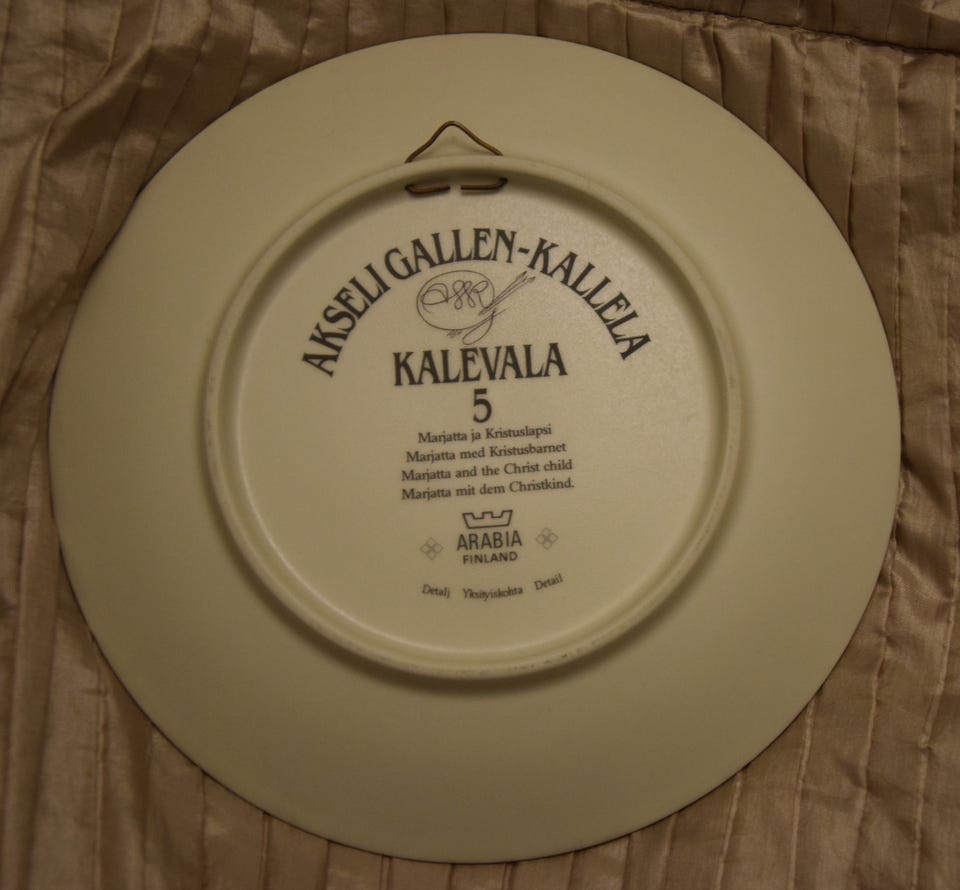 AKSELI GALLEN-KALLELA
KALEVALA
5
Marjatta ja Kristuslapsi
Marjatta med Kristusbarnet
Marjatta and the Christ child
Marjatta mit dem Christkind.
ARABIA
FINLAND
Detalj Yksityiskohta Detail